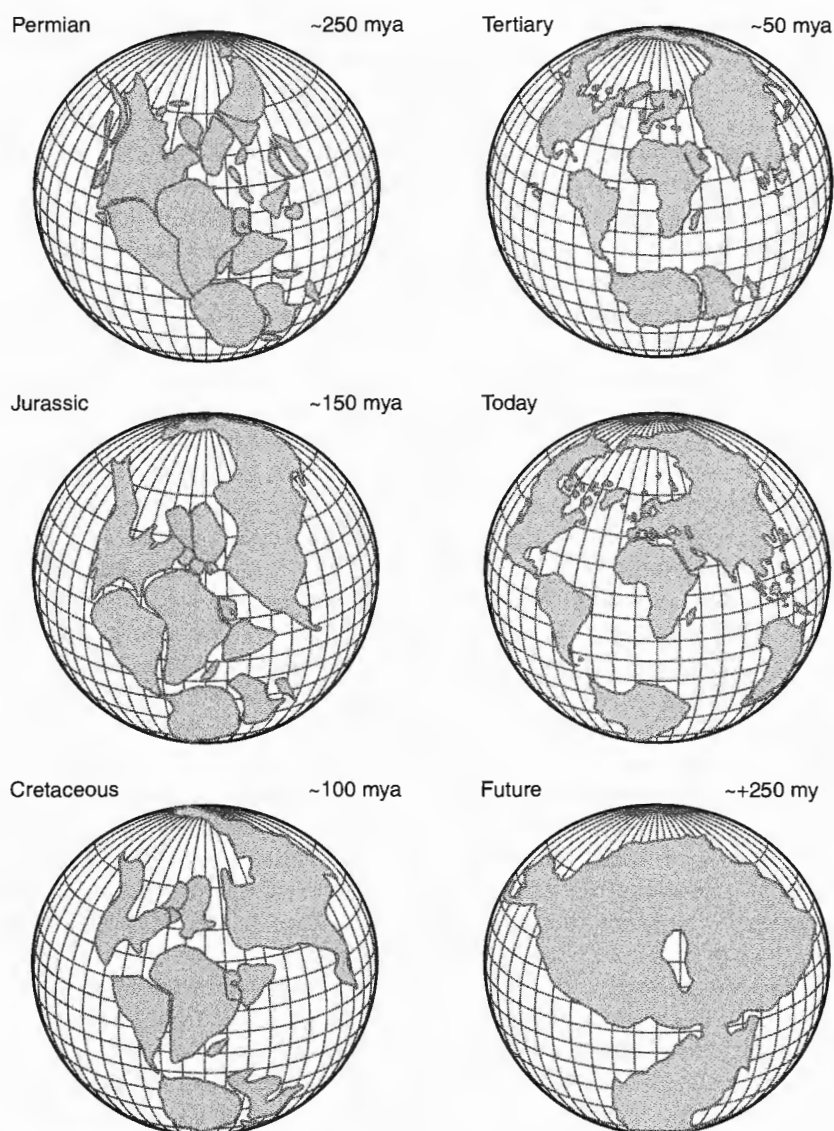 Permian ~250 mya
Tertiary ~50 mya
Jurassic ~150 mya
Today
Cretaceous ~100 mya
Future ~+250 my